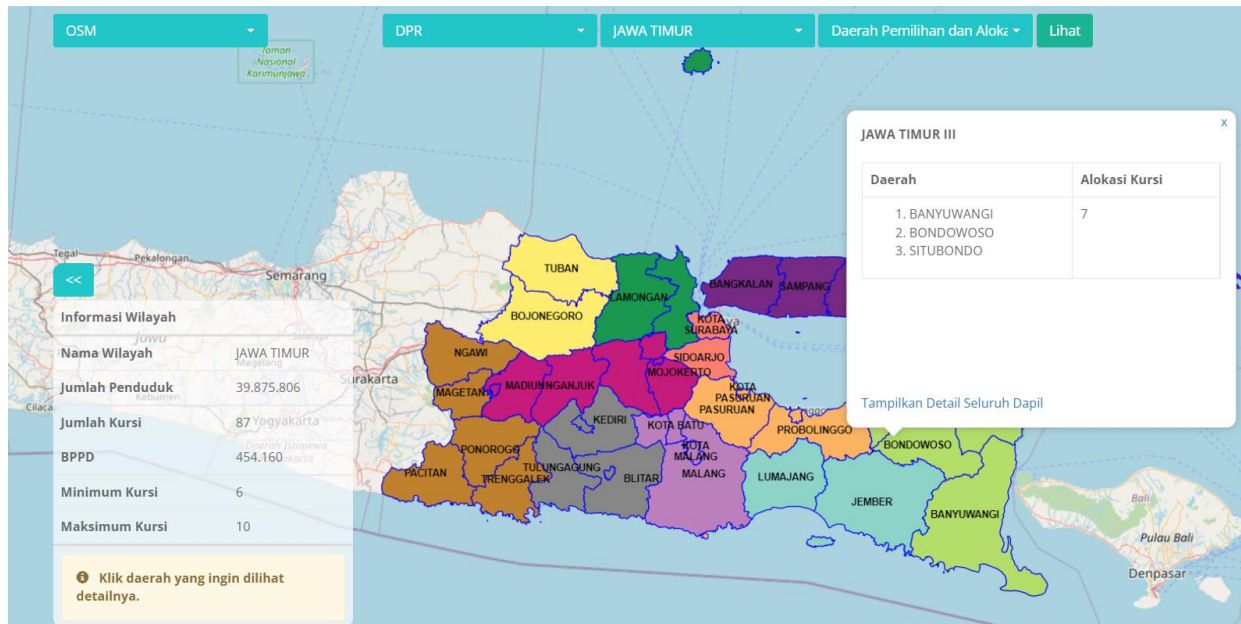 OSM
DPR
JAWA TIMUR
Daerah Pemilihan dan Aloka
Lihat
Taman
Nasional
Karimunjawa
JAWA TIMUR III
x
Daerah
Alokasi Kursi
1. BANYUWANGI
7
2. BONDOWOSO
3. SITUBONDO
Tampilkan Detail Seluruh Dapil
Tegal
Pekalongan
Semarang
<<
Informasi Wilayah
Jawa
Nama Wilayah
JAWA TIMUR
Magelang
Jumlah Penduduk
39.875.806
Kebumen
Surakarta
Cilacap
Jumlah Kursi
87
Yogyakarta
Daerah Istimewa
BPPD
454.160
Minimum Kursi
6
Maksimum Kursi
10
Klik daerah yang ingin dilihat
detailnya.
TUBAN
LAMONGAN
BANGKALAN
SAMPANG
BOJONEGORO
KOTA
SURABAYA
NGAWI
SIDOARJO
MOJOKERTO
MAGETAN
MADIUN
NGANJUK
KOTA
PASURUAN
PASURUAN
KEDIRI
KOTA BATU
PROBOLINGGO
PONOROGO
KOTA
MALANG
BONDOWOSO
PACITAN
TULUNGAGUNG
TRENGGALEK
BLITAR
MALANG
LUMAJANG
JEMBER
BANYUWANGI
Bali
Pulau Bali
Denpasar